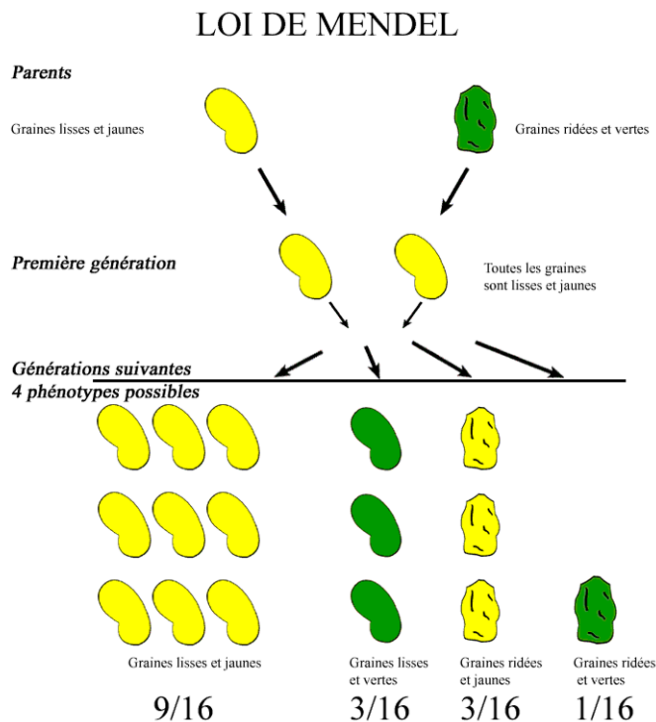 LOI DE MENDEL
Parents
Graines lisses et jaunes
Graines ridées et vertes
Première génération
Toutes les graines
sont lisses et jaunes
Générations suivantes
4 phénotypes possibles
Graines lisses et jaunes
Graines lisses
et vertes
Graines ridées
et jaunes
Graines ridées
et vertes
9/16
3/16
3/16
1/16